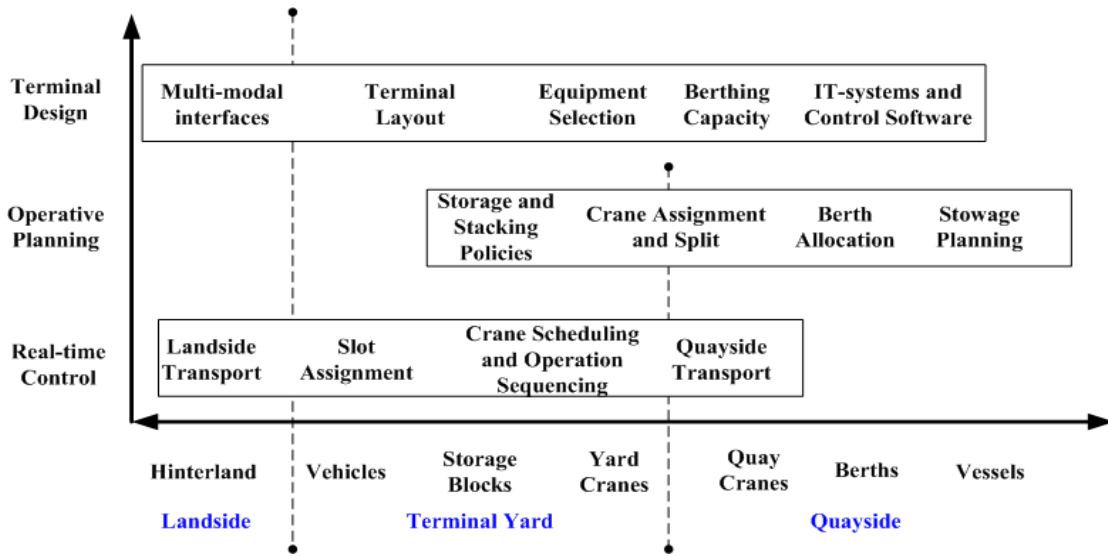 Terminal
Design
Multi-modal
interfaces
Terminal
Layout
Equipment
Selection
Berthing
Capacity
IT-systems and
Control Software
Operative
Planning
Storage and
Stacking
Policies
Crane Assignment
and Split
Berth
Allocation
Stowage
Planning
Real-time
Control
Landside
Transport
Slot
Assignment
Crane Scheduling
and Operation
Sequencing
Quayside
Transport
Hinterland
Vehicles
Storage
Blocks
Yard
Cranes
Quay
Cranes
Berths
Vessels
Landside
Terminal Yard
Quayside